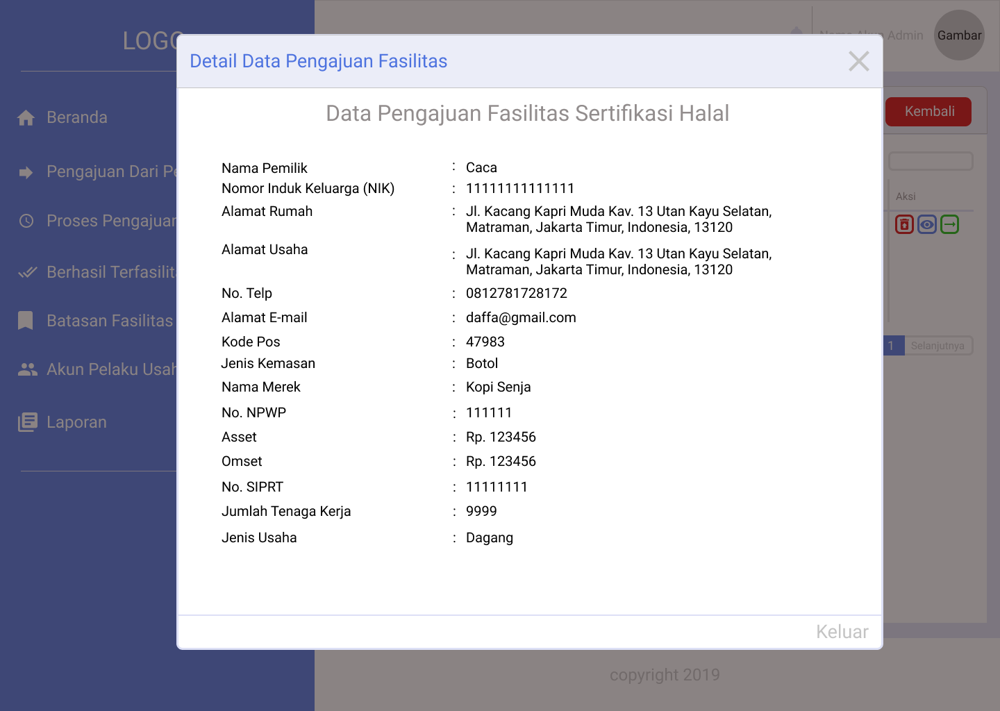 LOGO
Admin
Gambar
Detail Data Pengajuan Fasilitas
Data Pengajuan Fasilitas Sertifikasi Halal
Kembali
Beranda
Pengajuan Dari
Proses Pengajuan
Berhasil
Batasan Fasilitas
Akun Pelaku
Laporan
Nama Pemilik : Caca
Nomor Induk Keluarga (NIK) : 11111111111111
Alamat Rumah : Jl. Kacang Kapri Muda Kav. 13 Utan Kayu Selatan,
Matraman, Jakarta Timur, Indonesia, 13120
Alamat Usaha : Jl. Kacang Kapri Muda Kav. 13 Utan Kayu Selatan,
Matraman, Jakarta Timur, Indonesia, 13120
No. Telp : 0812781728172
Alamat E-mail : daffa@gmail.com
Kode Pos : 47983
Jenis Kemasan : Botol
Nama Merek : Kopi Senja
No. NPWP : 111111
Asset : Rp. 123456
Omset : Rp. 123456
No. SIPRT : 11111111
Jumlah Tenaga Kerja : 9999
Jenis Usaha : Dagang
Aksi
1 Selanjutnya
Keluar
copyright 2019